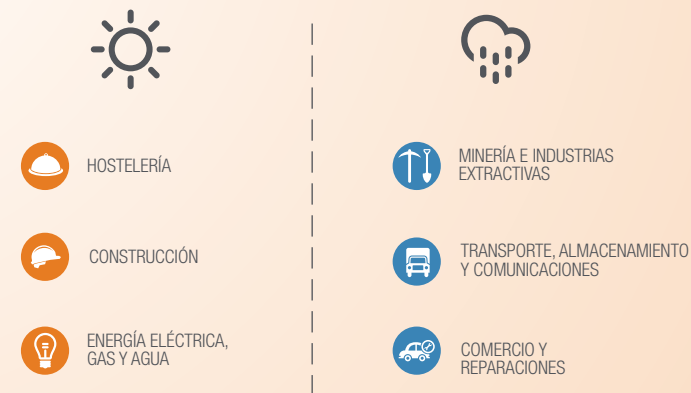 HOSTELERÍA
CONSTRUCCIÓN
ENERGÍA ELÉCTRICA,
GAS Y AGUA
MINERÍA E INDUSTRIAS
EXTRACTIVAS
TRANSPORTE, ALMACENAMIENTO
Y COMUNICACIONES
COMERCIO Y
REPARACIONES